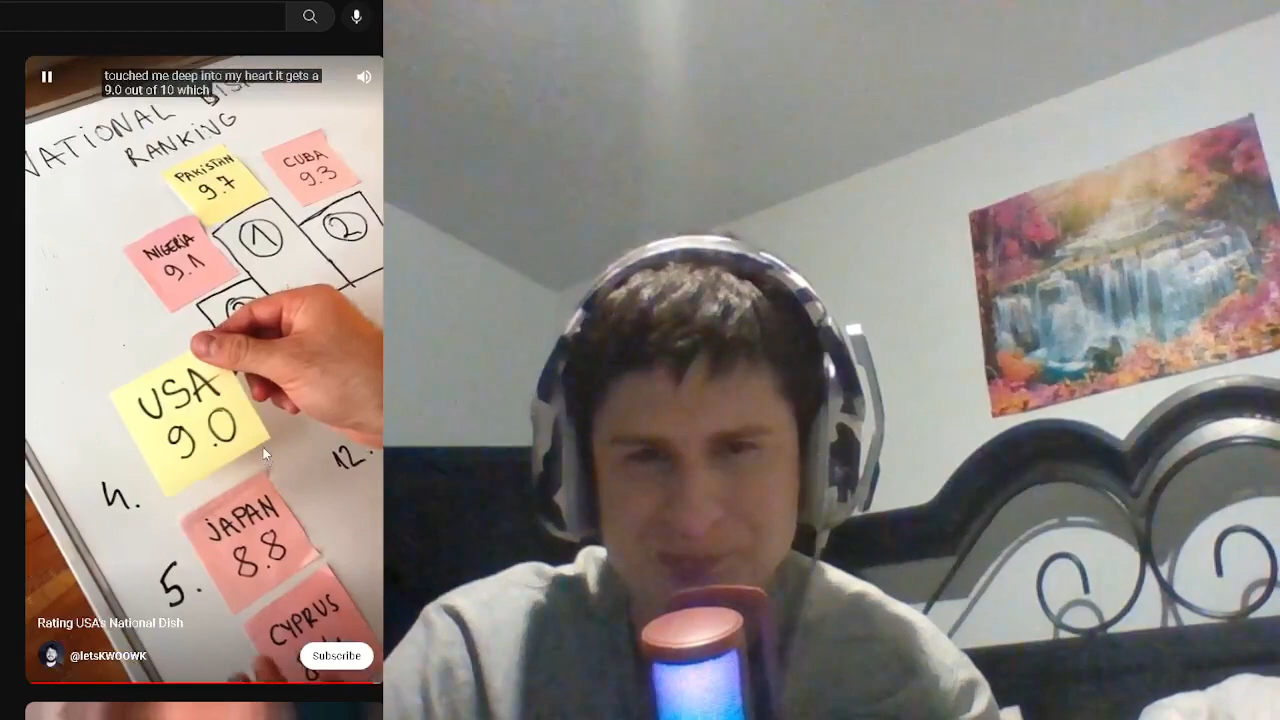 touched me deep into my heart it gets a
9.0 out of 10 which
NATIONAL
RANKING
PAKISTAN
9.7
CUBA
9.3
NIGERIA
9.1
1
2
USA
9.0
12.
4.
JAPAN
8.8
5.
CYPRUS
Rating USA's National Dish
@letsKWOOWK
Subscribe